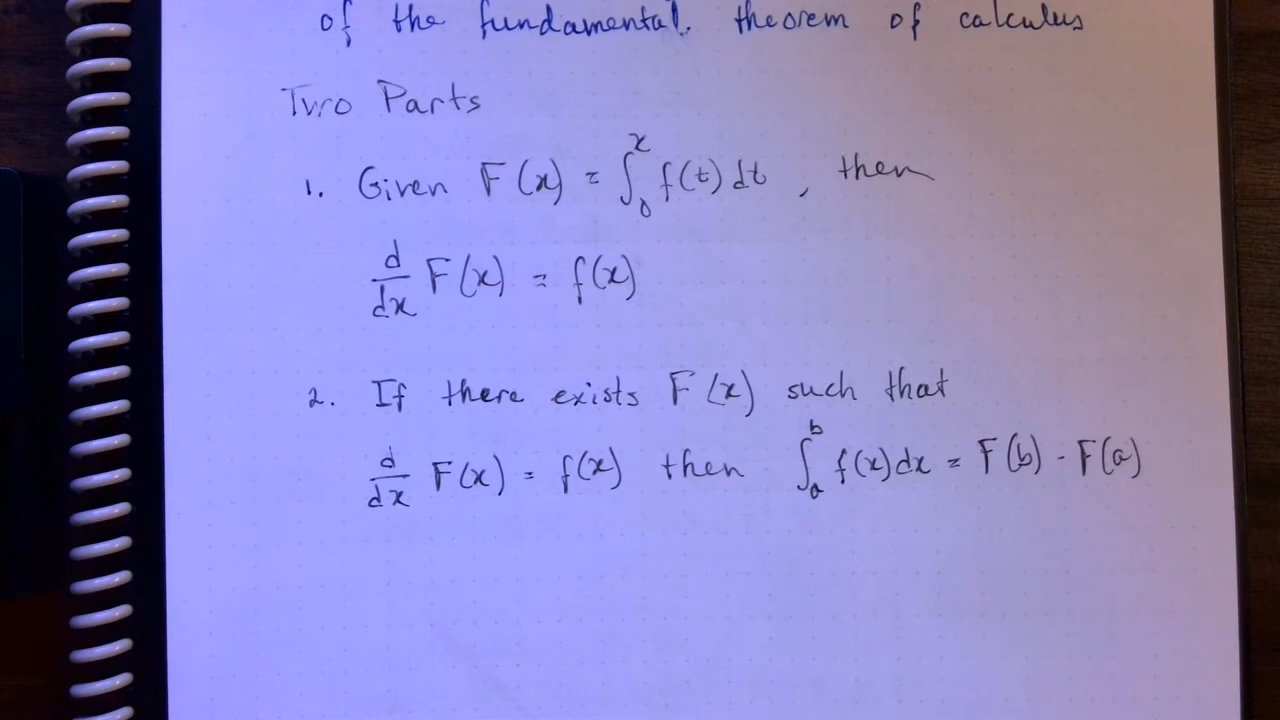 of the fundamental. theorem of calculus
Two Parts
1. Given F(x) = ∫₀ˣ f(t) dt , then
d/dx F(x) = f(x)
2. If there exists F(x) such that
d/dx F(x) = f(x) then ∫ₐᵇ f(x) dx = F(b) - F(a)